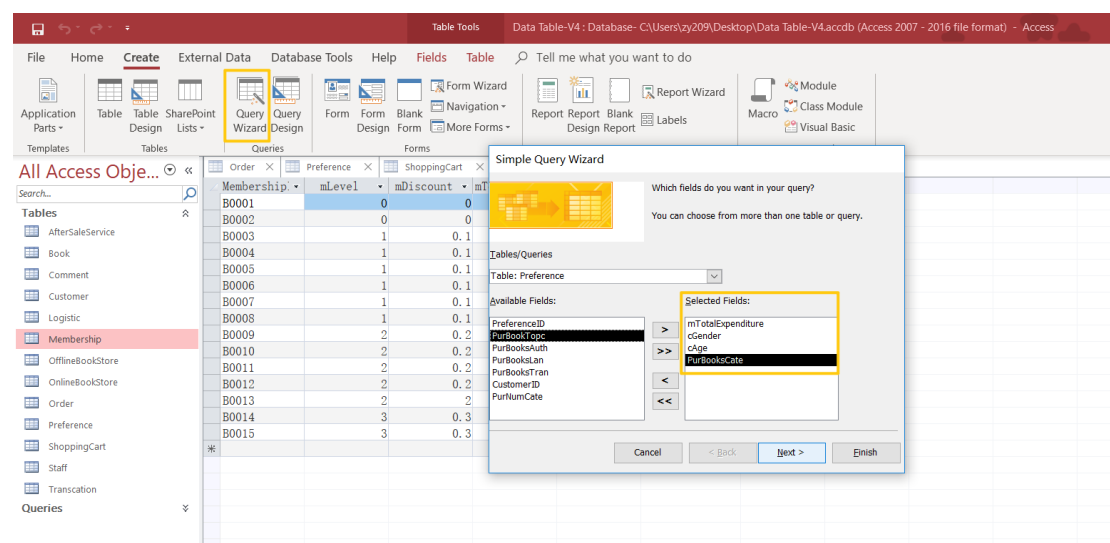 Table Tools Data Table-V4 : Database- C:\Users\zy209\Desktop\Data Table-V4.accdb (Access 2007 - 2016 file format) - Access
File Home Create External Data Database Tools Help Fields Table Tell me what you want to do
Application Parts Table Table Design SharePoint Lists Query Wizard Query Design Form Form Design Blank Form Form Wizard Navigation More Forms Report Report Design Blank Report Report Wizard Labels Macro Module Class Module Visual Basic
Templates Tables Queries Forms
All Access Obje...
Search...
Tables
AfterSaleService
Book
Comment
Customer
Logistic
Membership
OfflineBookStore
OnlineBookStore
Order
Preference
ShoppingCart
Staff
Transcation
Queries
Order Preference ShoppingCart
Membership mLevel mDiscount mT
B0001 0 0
B0002 0 0
B0003 1 0.1
B0004 1 0.1
B0005 1 0.1
B0006 1 0.1
B0007 1 0.1
B0008 1 0.1
B0009 2 0.2
B0010 2 0.2
B0011 2 0.2
B0012 2 0.2
B0013 2 2
B0014 3 0.3
B0015 3 0.3
Simple Query Wizard
Which fields do you want in your query?
You can choose from more than one table or query.
Tables/Queries
Table: Preference
Available Fields:
PreferenceID
PurBookTopc
PurBooksAuth
PurBooksLan
PurBooksTran
CustomerID
PurNumCate
> >> < <<
Selected Fields:
mTotalExpenditure
cGender
cAge
PurBooksCate
Cancel < Back Next > Finish